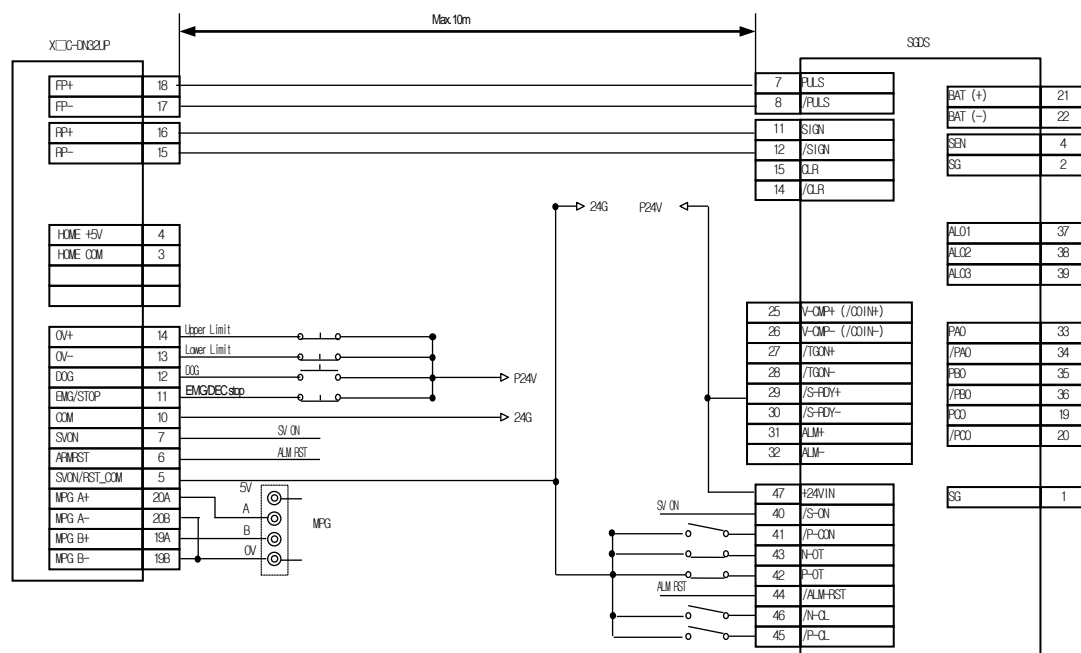 Max.10m
X□C-DN32UP
SGDS
FP+ 18
FP- 17
RP+ 16
RP- 15
HOME +5V 4
HOME COM 3
OV+ 14 Upper Limit
OV- 13 Lower Limit
DOG 12 DOG
EMG/STOP 11 EMG/DEC stop
COM 10
SVON 7 SV ON
ARMRST 6 ALM RST
SVON/RST_COM 5
MPG A+ 20A
MPG A- 20B
MPG B+ 19A
MPG B- 19B
5V
A
B
0V
MPG
P24V
24G
24G
P24V
7 PULS
8 /PULS
11 SIGN
12 /SIGN
15 CLR
14 /CLR
25 V-CMP+ (/COIN+)
26 V-CMP- (/COIN-)
27 /TGON+
28 /TGON-
29 /S-RDY+
30 /S-RDY-
31 ALM+
32 ALM-
47 +24VIN
SV ON 40 /S-ON
41 /P-CON
43 N-OT
42 P-OT
ALM RST 44 /ALM-RST
46 /N-CL
45 /P-CL
BAT (+) 21
BAT (-) 22
SEN 4
SG 2
ALO1 37
ALO2 38
ALO3 39
PAO 33
/PAO 34
PBO 35
/PBO 36
PCO 19
/PCO 20
SG 1